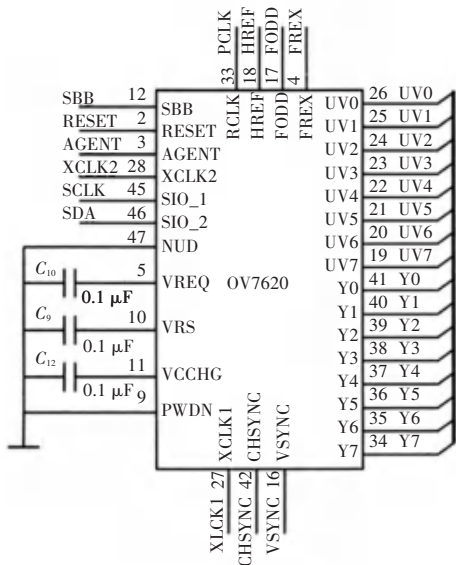 33 PCLK
18 HREF
17 FODD
4 FREX
RCLK
HREF
FODD
FREX
SBB 12 SBB
RESET 2 RESET
AGENT 3 AGENT
XCLK2 28 XCLK2
SCLK 45 SIO_1
SDA 46 SIO_2
47 NUD
C10 0.1 μF 5 VREQ
C9 0.1 μF 10 VRS
C12 0.1 μF 11 VCCHG
9 PWDN
OV7620
UV0 26 UV0
UV1 25 UV1
UV2 24 UV2
UV3 23 UV3
UV4 22 UV4
UV5 21 UV5
UV6 20 UV6
UV7 19 UV7
Y0 41 Y0
Y1 40 Y1
Y2 39 Y2
Y3 38 Y3
Y4 37 Y4
Y5 36 Y5
Y6 35 Y6
Y7 34 Y7
XCLK1
CHSYNC
VSYNC
XLCK1 27
CHSYNC 42
VSYNC 16